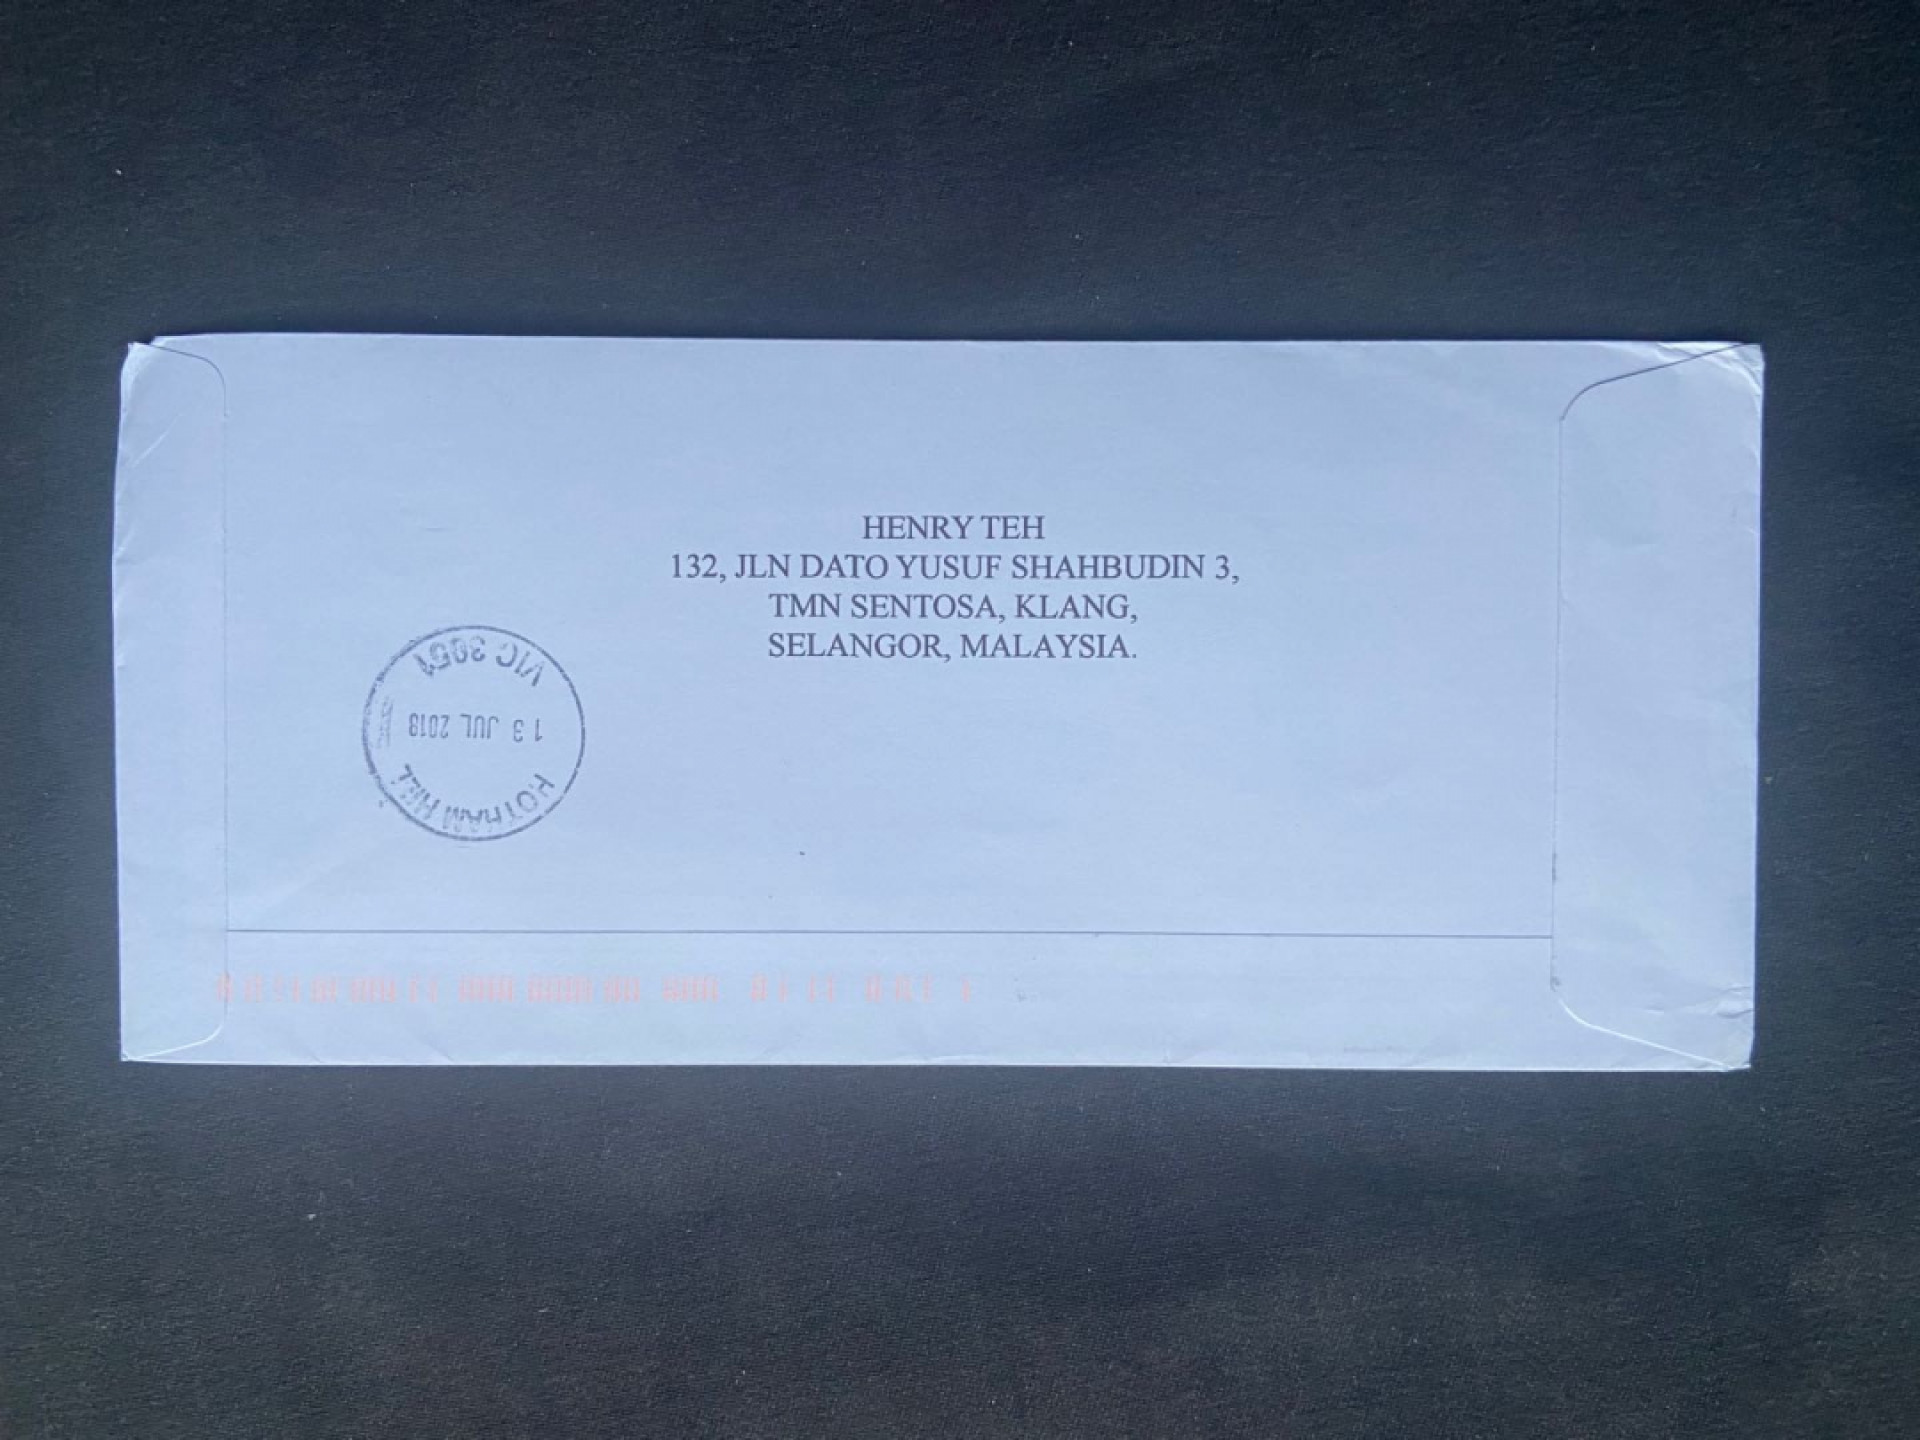 HENRY TEH
132, JLN DATO YUSUF SHAHBUDIN 3,
TMN SENTOSA, KLANG,
SELANGOR, MALAYSIA.
HOTHAM HILL
13 JUL 2018
VIC 3051